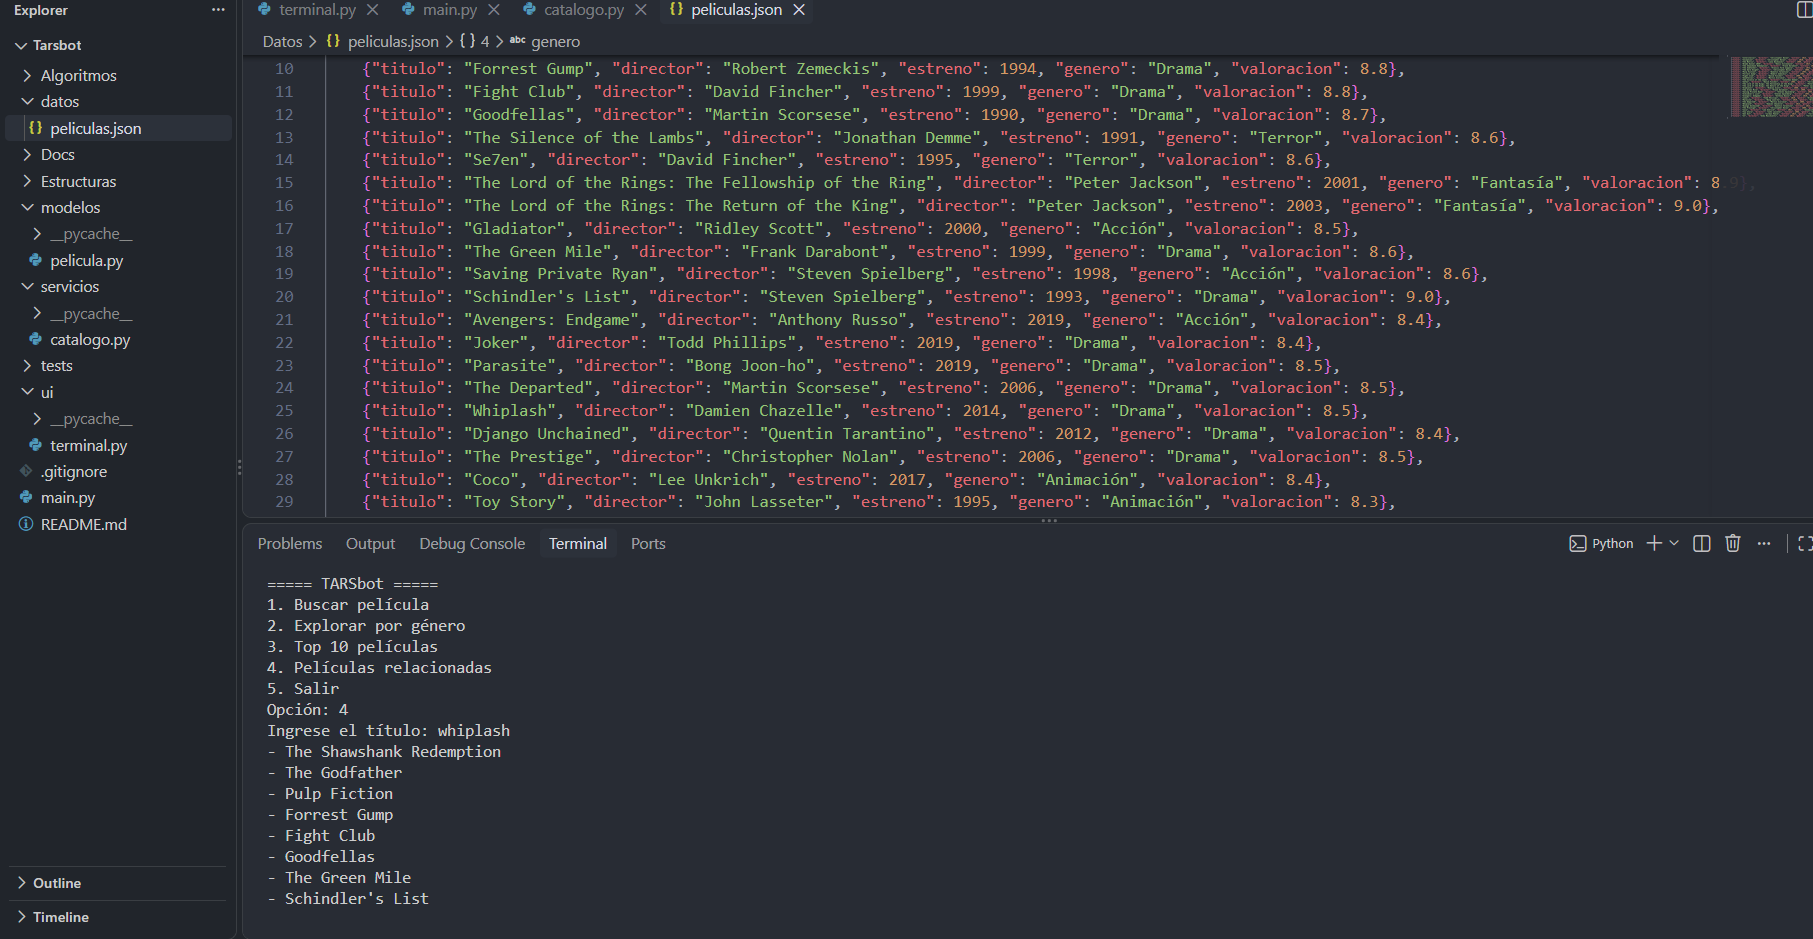 Explorer ···
Tarsbot
Algoritmos
datos
{} peliculas.json
Docs
Estructuras
modelos
__pycache__
pelicula.py
servicios
__pycache__
catalogo.py
tests
ui
__pycache__
terminal.py
.gitignore
main.py
README.md
Outline
Timeline
terminal.py main.py catalogo.py {} peliculas.json
Datos > {} peliculas.json > {} 4 > abc genero
10 {"titulo": "Forrest Gump", "director": "Robert Zemeckis", "estreno": 1994, "genero": "Drama", "valoracion": 8.8},
11 {"titulo": "Fight Club", "director": "David Fincher", "estreno": 1999, "genero": "Drama", "valoracion": 8.8},
12 {"titulo": "Goodfellas", "director": "Martin Scorsese", "estreno": 1990, "genero": "Drama", "valoracion": 8.7},
13 {"titulo": "The Silence of the Lambs", "director": "Jonathan Demme", "estreno": 1991, "genero": "Terror", "valoracion": 8.6},
14 {"titulo": "Se7en", "director": "David Fincher", "estreno": 1995, "genero": "Terror", "valoracion": 8.6},
15 {"titulo": "The Lord of the Rings: The Fellowship of the Ring", "director": "Peter Jackson", "estreno": 2001, "genero": "Fantasía", "valoracion": 8.9},
16 {"titulo": "The Lord of the Rings: The Return of the King", "director": "Peter Jackson", "estreno": 2003, "genero": "Fantasía", "valoracion": 9.0},
17 {"titulo": "Gladiator", "director": "Ridley Scott", "estreno": 2000, "genero": "Acción", "valoracion": 8.5},
18 {"titulo": "The Green Mile", "director": "Frank Darabont", "estreno": 1999, "genero": "Drama", "valoracion": 8.6},
19 {"titulo": "Saving Private Ryan", "director": "Steven Spielberg", "estreno": 1998, "genero": "Acción", "valoracion": 8.6},
20 {"titulo": "Schindler's List", "director": "Steven Spielberg", "estreno": 1993, "genero": "Drama", "valoracion": 9.0},
21 {"titulo": "Avengers: Endgame", "director": "Anthony Russo", "estreno": 2019, "genero": "Acción", "valoracion": 8.4},
22 {"titulo": "Joker", "director": "Todd Phillips", "estreno": 2019, "genero": "Drama", "valoracion": 8.4},
23 {"titulo": "Parasite", "director": "Bong Joon-ho", "estreno": 2019, "genero": "Drama", "valoracion": 8.5},
24 {"titulo": "The Departed", "director": "Martin Scorsese", "estreno": 2006, "genero": "Drama", "valoracion": 8.5},
25 {"titulo": "Whiplash", "director": "Damien Chazelle", "estreno": 2014, "genero": "Drama", "valoracion": 8.5},
26 {"titulo": "Django Unchained", "director": "Quentin Tarantino", "estreno": 2012, "genero": "Drama", "valoracion": 8.4},
27 {"titulo": "The Prestige", "director": "Christopher Nolan", "estreno": 2006, "genero": "Drama", "valoracion": 8.5},
28 {"titulo": "Coco", "director": "Lee Unkrich", "estreno": 2017, "genero": "Animación", "valoracion": 8.4},
29 {"titulo": "Toy Story", "director": "John Lasseter", "estreno": 1995, "genero": "Animación", "valoracion": 8.3},
Problems Output Debug Console Terminal Ports Python
===== TARSbot =====
1. Buscar película
2. Explorar por género
3. Top 10 películas
4. Películas relacionadas
5. Salir
Opción: 4
Ingrese el título: whiplash
- The Shawshank Redemption
- The Godfather
- Pulp Fiction
- Forrest Gump
- Fight Club
- Goodfellas
- The Green Mile
- Schindler's List